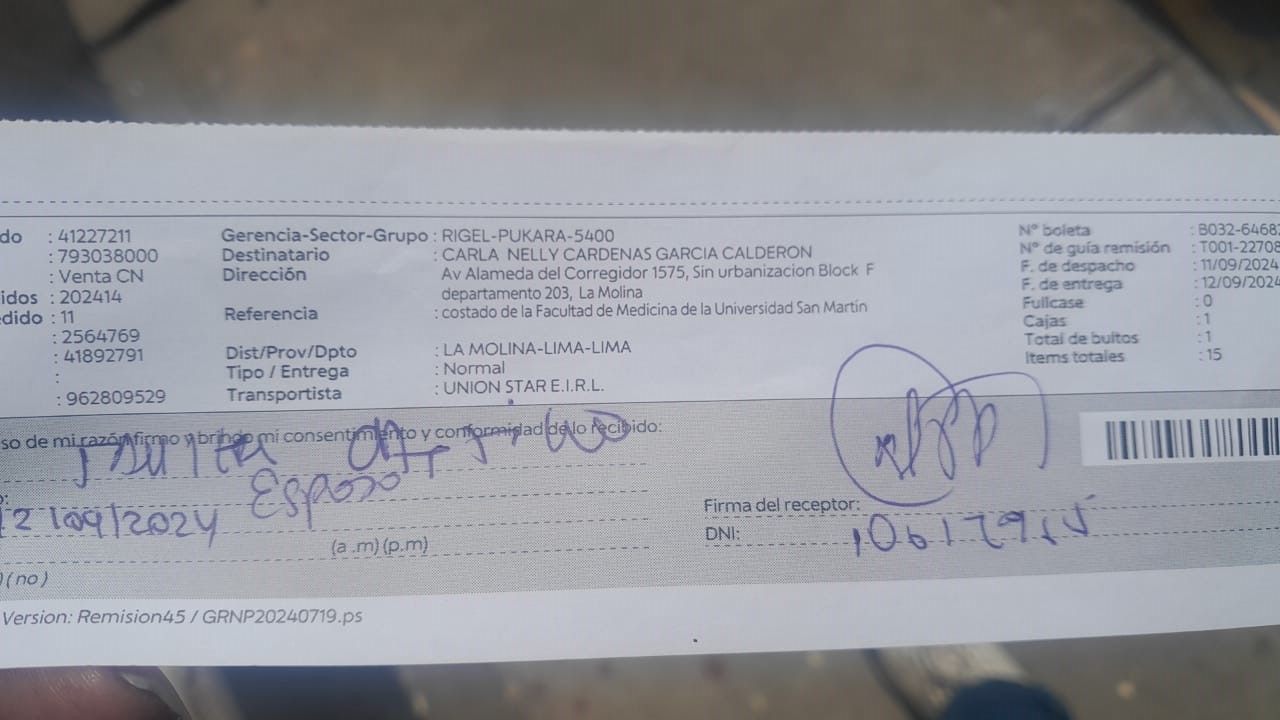 do : 41227211
: 793038000
: Venta CN
idos : 202414
edido : 11
: 2564769
: 41892791
:
: 962809529
Gerencia-Sector-Grupo : RIGEL-PUKARA-5400
Destinatario : CARLA NELLY CARDENAS GARCIA CALDERON
Dirección : Av Alameda del Corregidor 1575, Sin urbanizacion Block F
departamento 203, La Molina
Referencia : costado de la Facultad de Medicina de la Universidad San Martín
Dist/Prov/Dpto : LA MOLINA-LIMA-LIMA
Tipo / Entrega : Normal
Transportista : UNION STAR E.I.R.L.
N° boleta : B032-6468
N° de guía remisión : T001-2270
F. de despacho : 11/09/2024
F. de entrega : 12/09/2024
Fullcase : 0
Cajas : 1
Total de bultos : 1
Items totales : 15
so de mi razón firmo y brindo mi consentimiento y conformidad de lo recibido:
Esposo
12/09/2024
(a .m) (p.m)
Firma del receptor:
DNI:
) ( no )
Version: Remision45 / GRNP20240719.ps